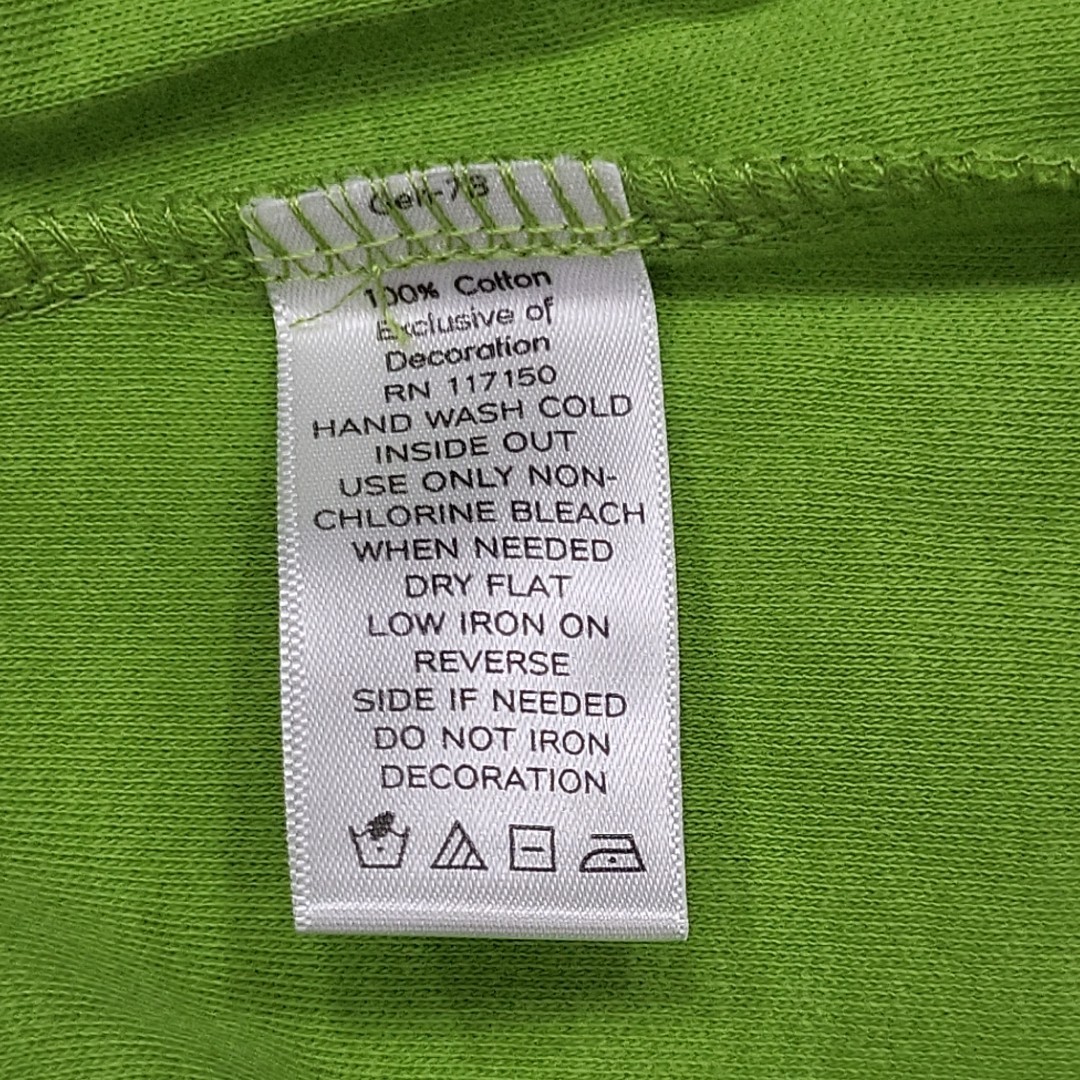 100% Cotton
Exclusive of
Decoration
RN 117150
HAND WASH COLD
INSIDE OUT
USE ONLY NON-
CHLORINE BLEACH
WHEN NEEDED
DRY FLAT
LOW IRON ON
REVERSE
SIDE IF NEEDED
DO NOT IRON
DECORATION